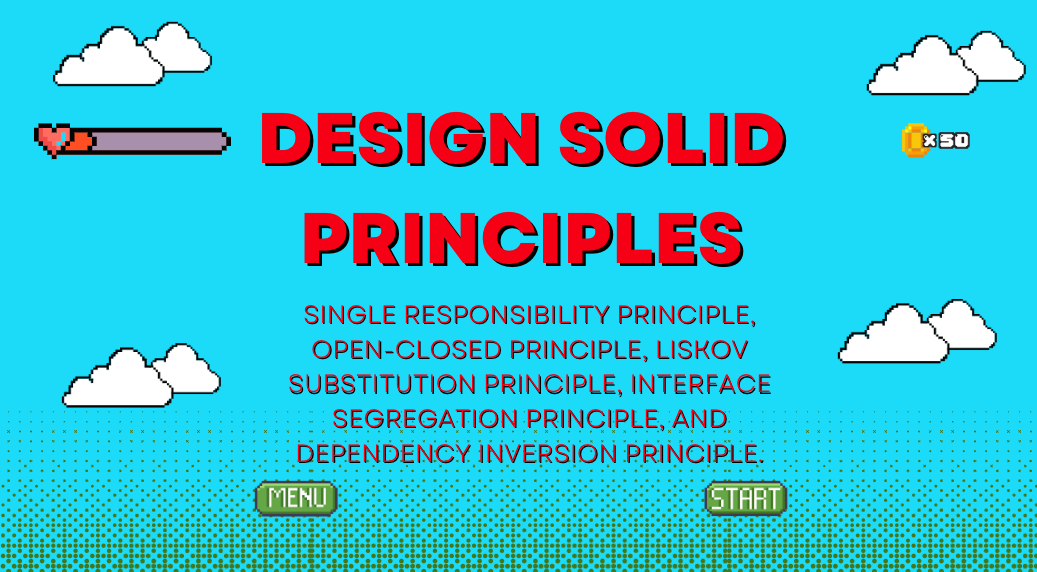 DESIGN SOLID
x 50
PRINCIPLES
SINGLE RESPONSIBILITY PRINCIPLE,
OPEN-CLOSED PRINCIPLE, LISKOV
SUBSTITUTION PRINCIPLE, INTERFACE
SEGREGATION PRINCIPLE, AND
DEPENDENCY INVERSION PRINCIPLE.
MENU
START